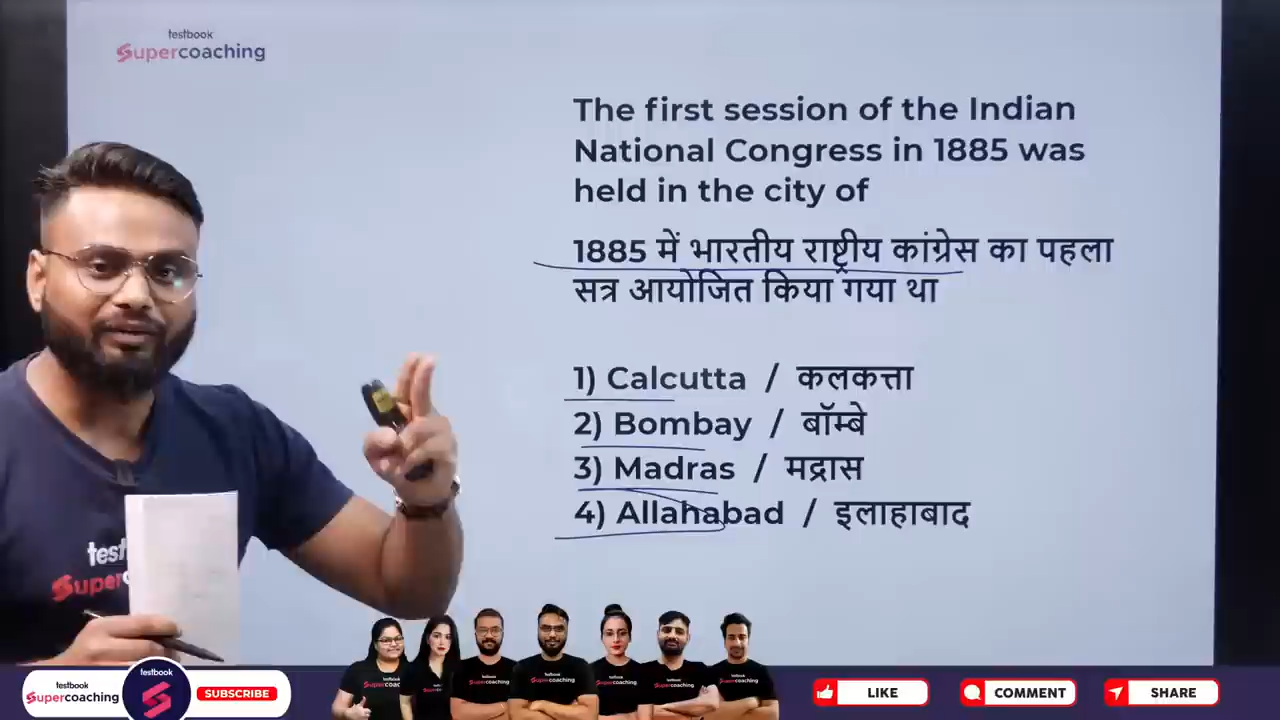 testbook
Supercoaching
The first session of the Indian
National Congress in 1885 was
held in the city of
1885 में भारतीय राष्ट्रीय कांग्रेस का पहला
सत्र आयोजित किया गया था
1) Calcutta / कलकत्ता
2) Bombay / बॉम्बे
3) Madras / मद्रास
4) Allahabad / इलाहाबाद
testbook
Supercoaching
testbook
SUBSCRIBE
LIKE
COMMENT
SHARE